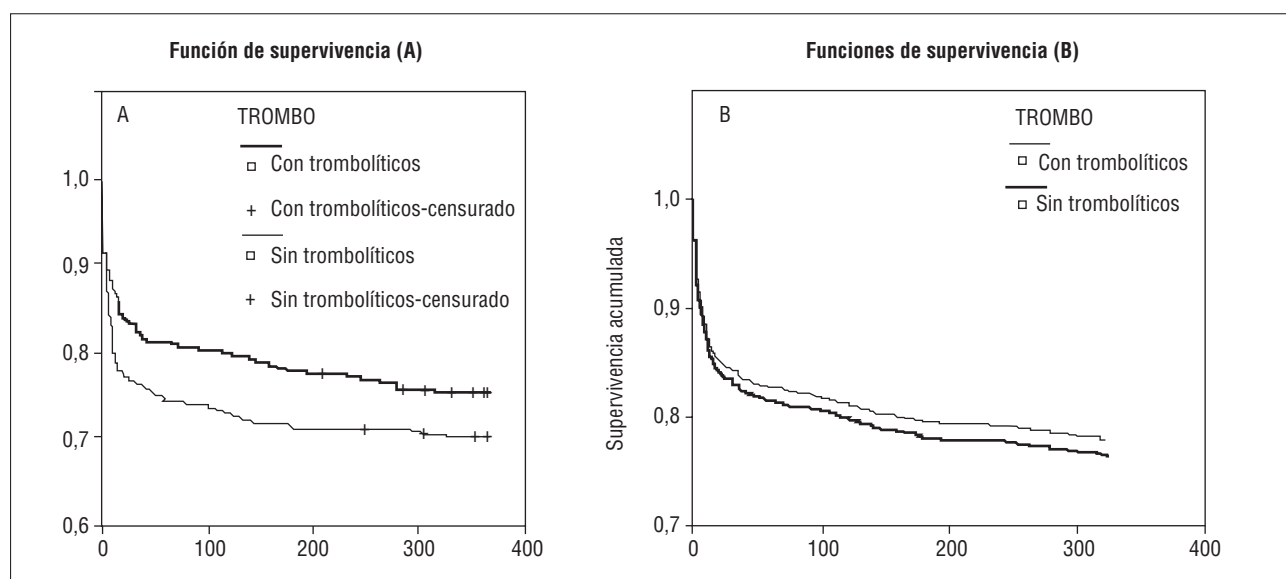 Función de supervivencia (A)
A
TROMBO
Con trombolíticos
Con trombolíticos-censurado
Sin trombolíticos
Sin trombolíticos-censurado
1,0
0,9
0,8
0,7
0,6
0 100 200 300 400
Funciones de supervivencia (B)
B
TROMBO
Con trombolíticos
Sin trombolíticos
Supervivencia acumulada
1,0
0,9
0,8
0,7
0 100 200 300 400